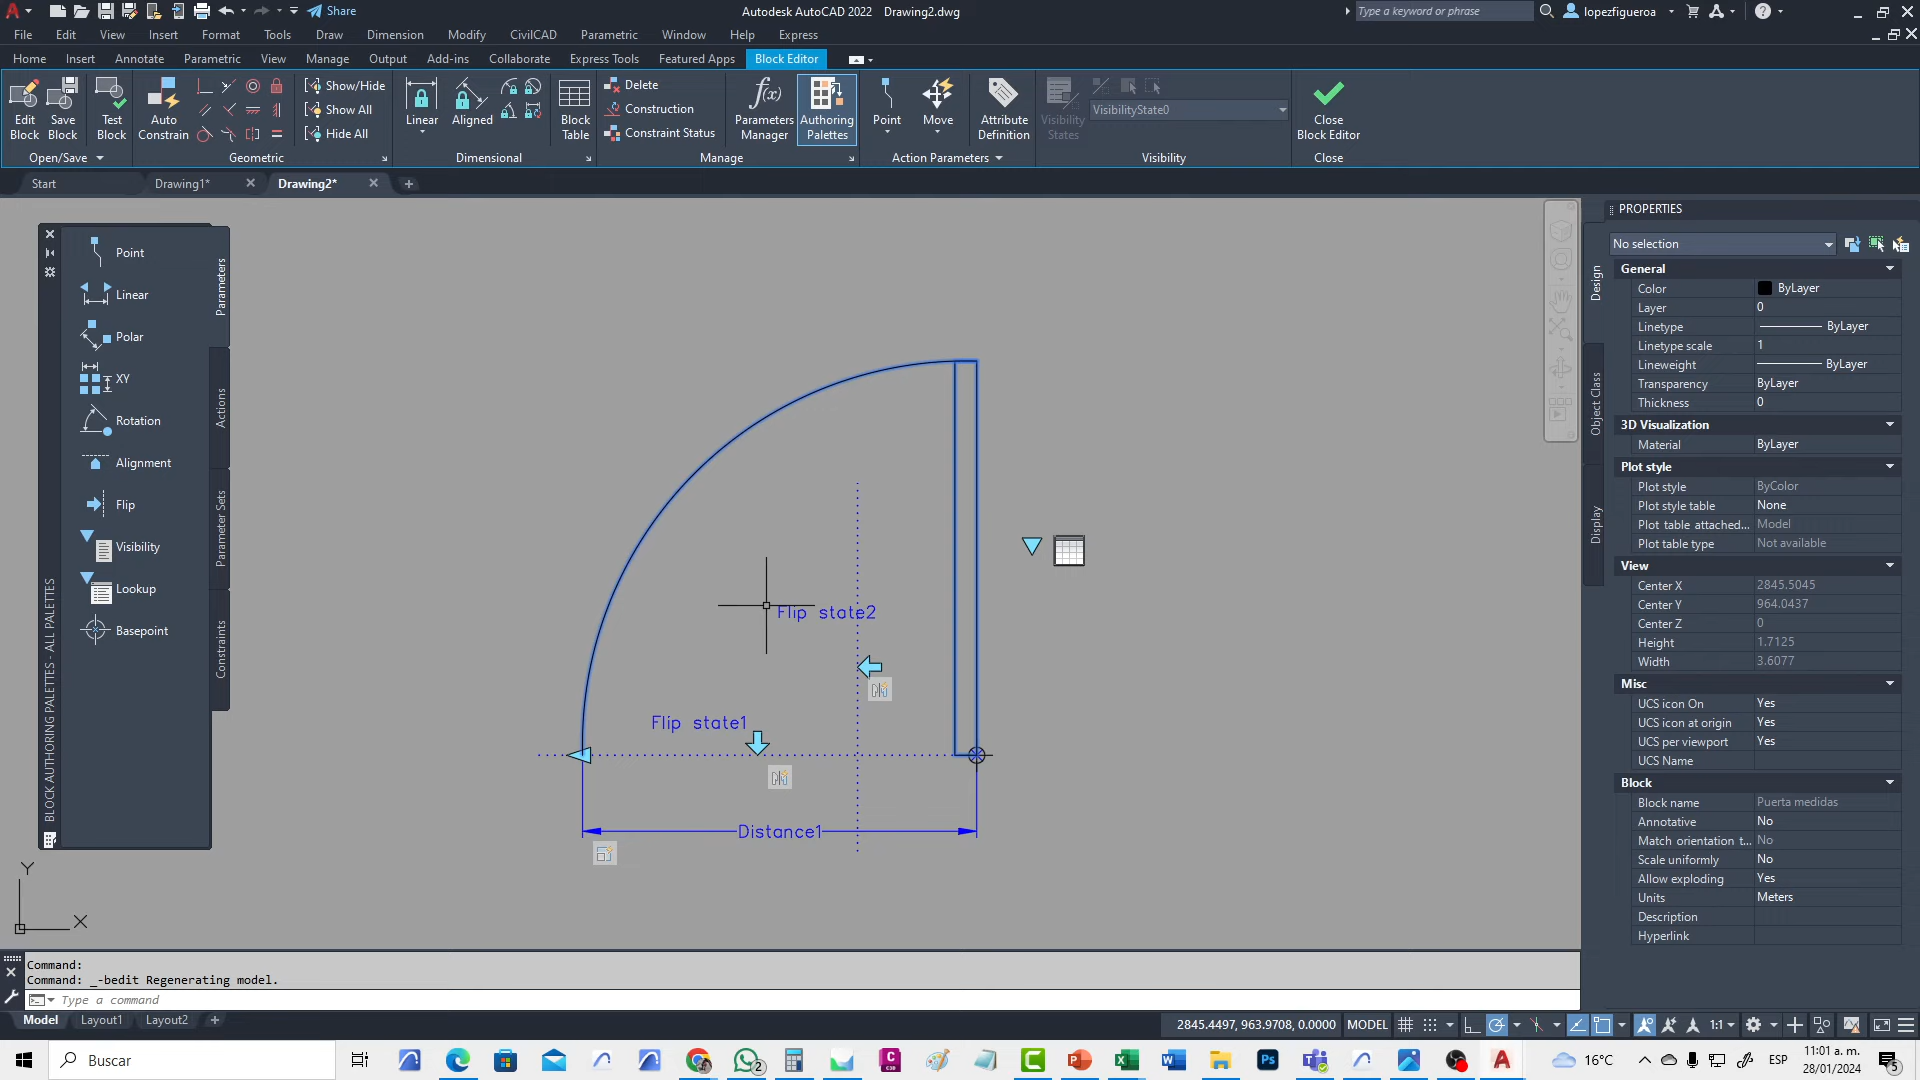 Share
Autodesk AutoCAD 2022 Drawing2.dwg
Type a keyword or phrase
lopezfigueroa
File Edit View Insert Format Tools Draw Dimension Modify CivilCAD Parametric Window Help Express
Home Insert Annotate Parametric View Manage Output Add-ins Collaborate Express Tools Featured Apps Block Editor
Edit Block
Save Block
Test Block
Auto Constrain
Show/Hide
Show All
Hide All
Linear
Aligned
Block Table
Delete
Construction
Constraint Status
Parameters Manager
Authoring Palettes
Point
Move
Attribute Definition
Visibility States
VisibilityState0
Close Block Editor
Open/Save
Geometric
Dimensional
Manage
Action Parameters
Visibility
Close
Start
Drawing1*
Drawing2*
BLOCK AUTHORING PALETTES - ALL PALETTES
Point
Linear
Polar
XY
Rotation
Alignment
Flip
Visibility
Lookup
Basepoint
Parameters
Actions
Parameter Sets
Constraints
Flip state2
Flip state1
Distance1
Y
X
PROPERTIES
No selection
Design
Object Class
Display
General
Color ByLayer
Layer 0
Linetype ByLayer
Linetype scale 1
Lineweight ByLayer
Transparency ByLayer
Thickness 0
3D Visualization
Material ByLayer
Plot style
Plot style ByColor
Plot style table None
Plot table attached... Model
Plot table type Not available
View
Center X 2845.5045
Center Y 964.0437
Center Z 0
Height 1.7125
Width 3.6077
Misc
UCS icon On Yes
UCS icon at origin Yes
UCS per viewport Yes
UCS Name
Block
Block name Puerta medidas
Annotative No
Match orientation t... No
Scale uniformly No
Allow exploding Yes
Units Meters
Description
Hyperlink
Command:
Command: _-bedit Regenerating model.
Type a command
Model Layout1 Layout2
2845.4497, 963.9708, 0.0000 MODEL
1:1
Buscar
2
16°C
ESP
11:01 a. m.
28/01/2024
5